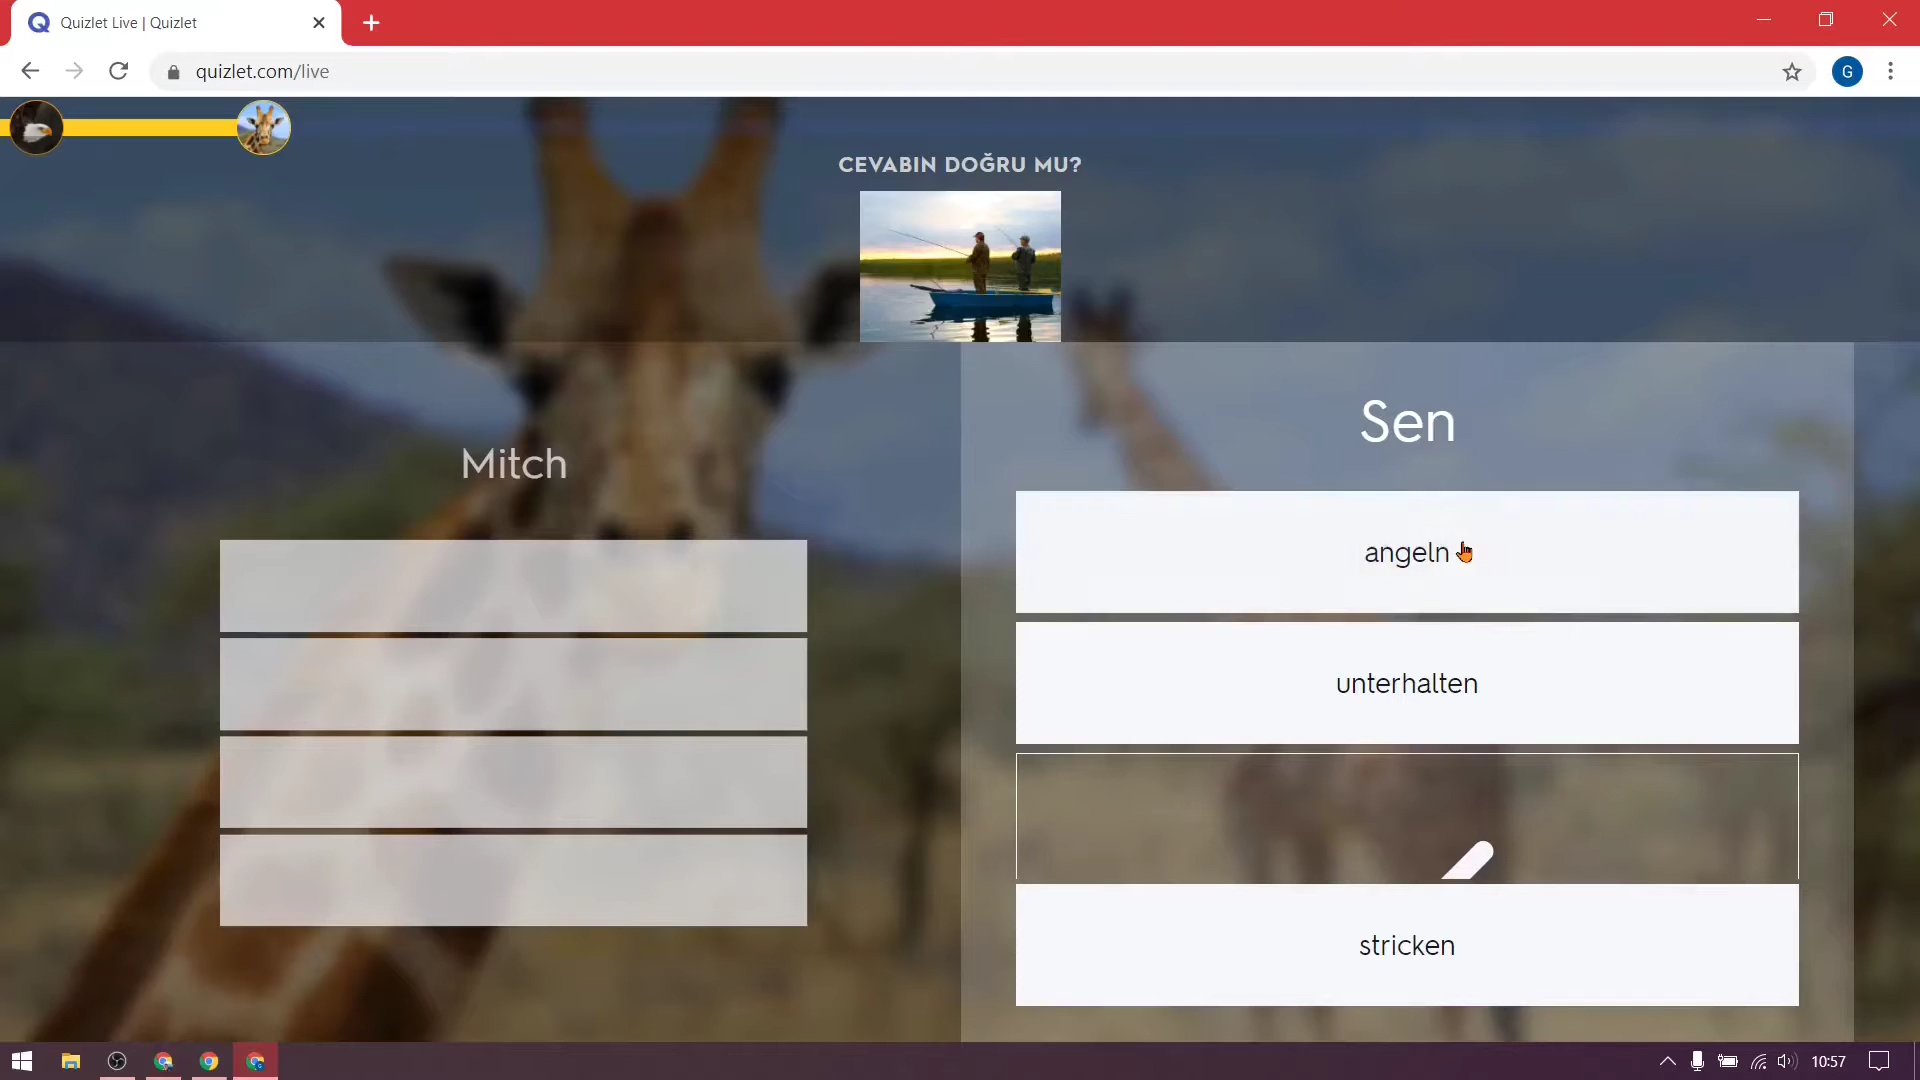 Quizlet Live | Quizlet
quizlet.com/live
G
CEVABIN DOĞRU MU?
Mitch
Sen
angeln
unterhalten
stricken
10:57